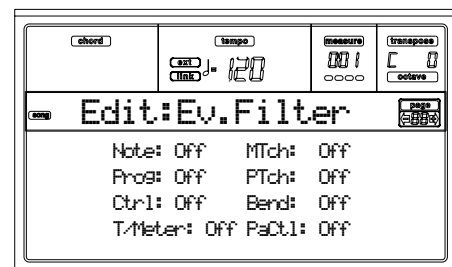 chord tempo measure transpose
ext
link
♩= 120 001 C 0
octave
song Edit:Ev.Filter page
Note: Off MTch: Off
Prog: Off PTch: Off
Ctrl: Off Bend: Off
T/Meter: Off PaCtl: Off